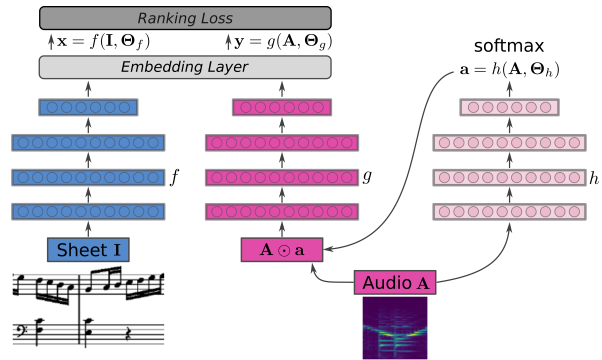 Ranking Loss
x = f(I, Θ_f)
y = g(A, Θ_g)
Embedding Layer
softmax
a = h(A, Θ_h)
f
g
h
Sheet I
A ⊙ a
Audio A